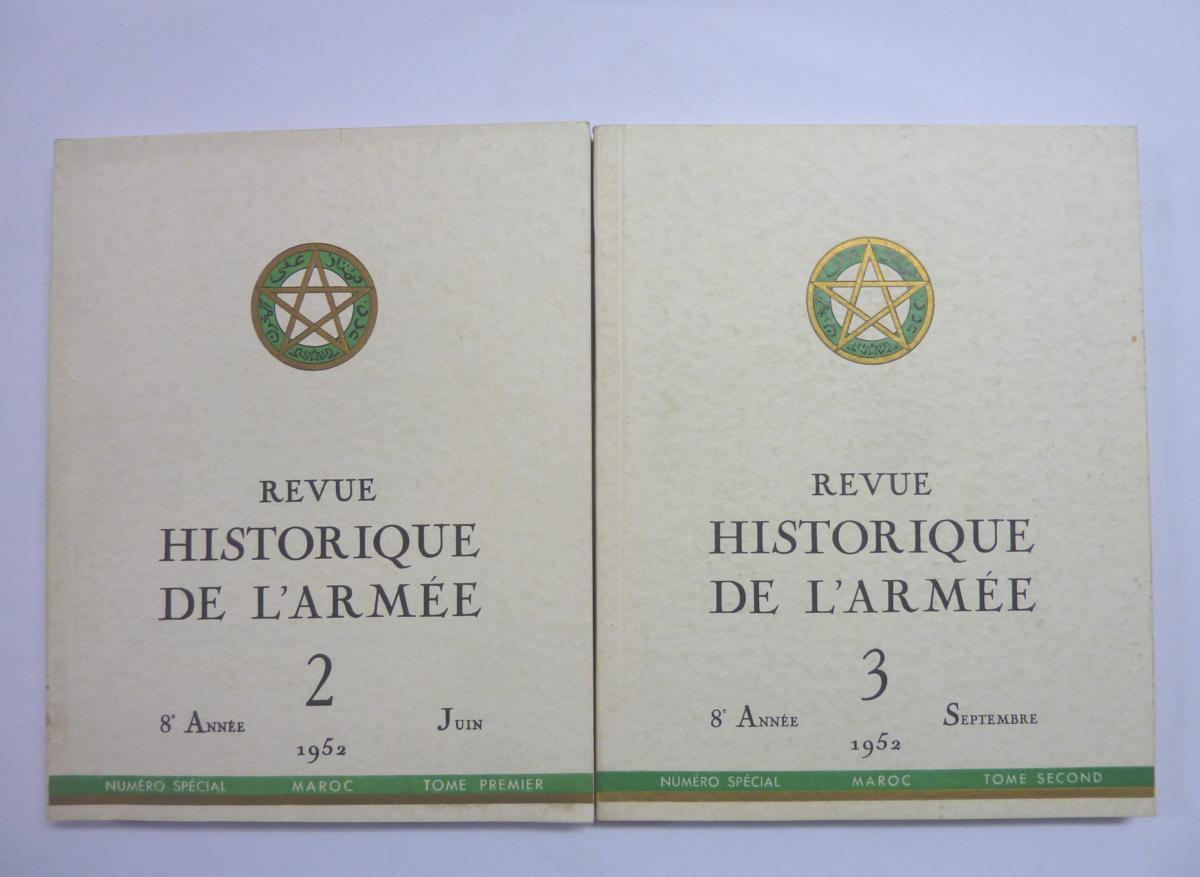 REVUE
HISTORIQUE
DE L'ARMÉE
2
8e ANNÉE
JUIN
1952
NUMÉRO SPÉCIAL MAROC TOME PREMIER
REVUE
HISTORIQUE
DE L'ARMÉE
3
8e ANNÉE
SEPTEMBRE
1952
NUMÉRO SPÉCIAL MAROC TOME SECOND